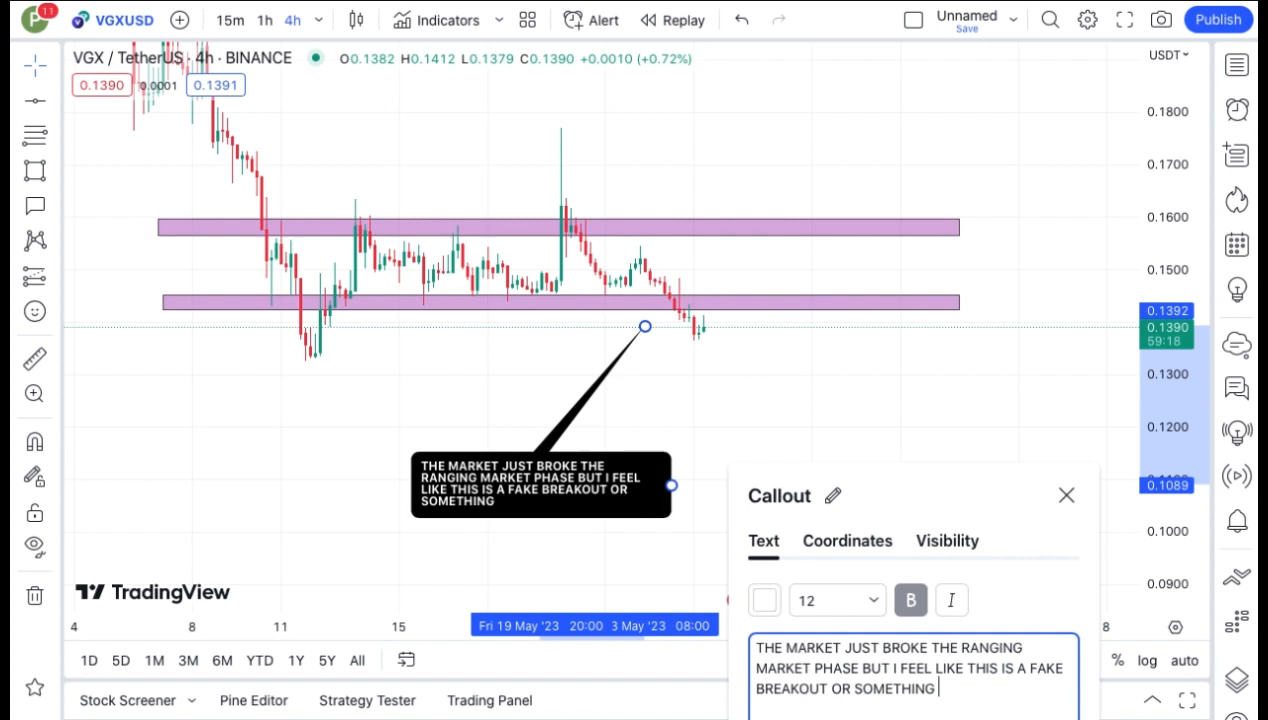 P
11
VGXUSD
15m 1h 4h
Indicators
Alert
Replay
Unnamed
Save
Publish
VGX / TetherUS · 4h · BINANCE
O0.1382 H0.1412 L0.1379 C0.1390 +0.0010 (+0.72%)
USDT
0.1390
0.0001
0.1391
0.1800
0.1700
0.1600
0.1500
0.1392
0.1390
59:18
0.1300
0.1200
0.1089
0.1000
0.0900
THE MARKET JUST BROKE THE
RANGING MARKET PHASE BUT I FEEL
LIKE THIS IS A FAKE BREAKOUT OR
SOMETHING
Callout
Text Coordinates Visibility
12
B
I
THE MARKET JUST BROKE THE RANGING
MARKET PHASE BUT I FEEL LIKE THIS IS A FAKE
BREAKOUT OR SOMETHING
TradingView
4 8 11 15
Fri 19 May '23 20:00
3 May '23 08:00
8
1D 5D 1M 3M 6M YTD 1Y 5Y All
% log auto
Stock Screener Pine Editor Strategy Tester Trading Panel